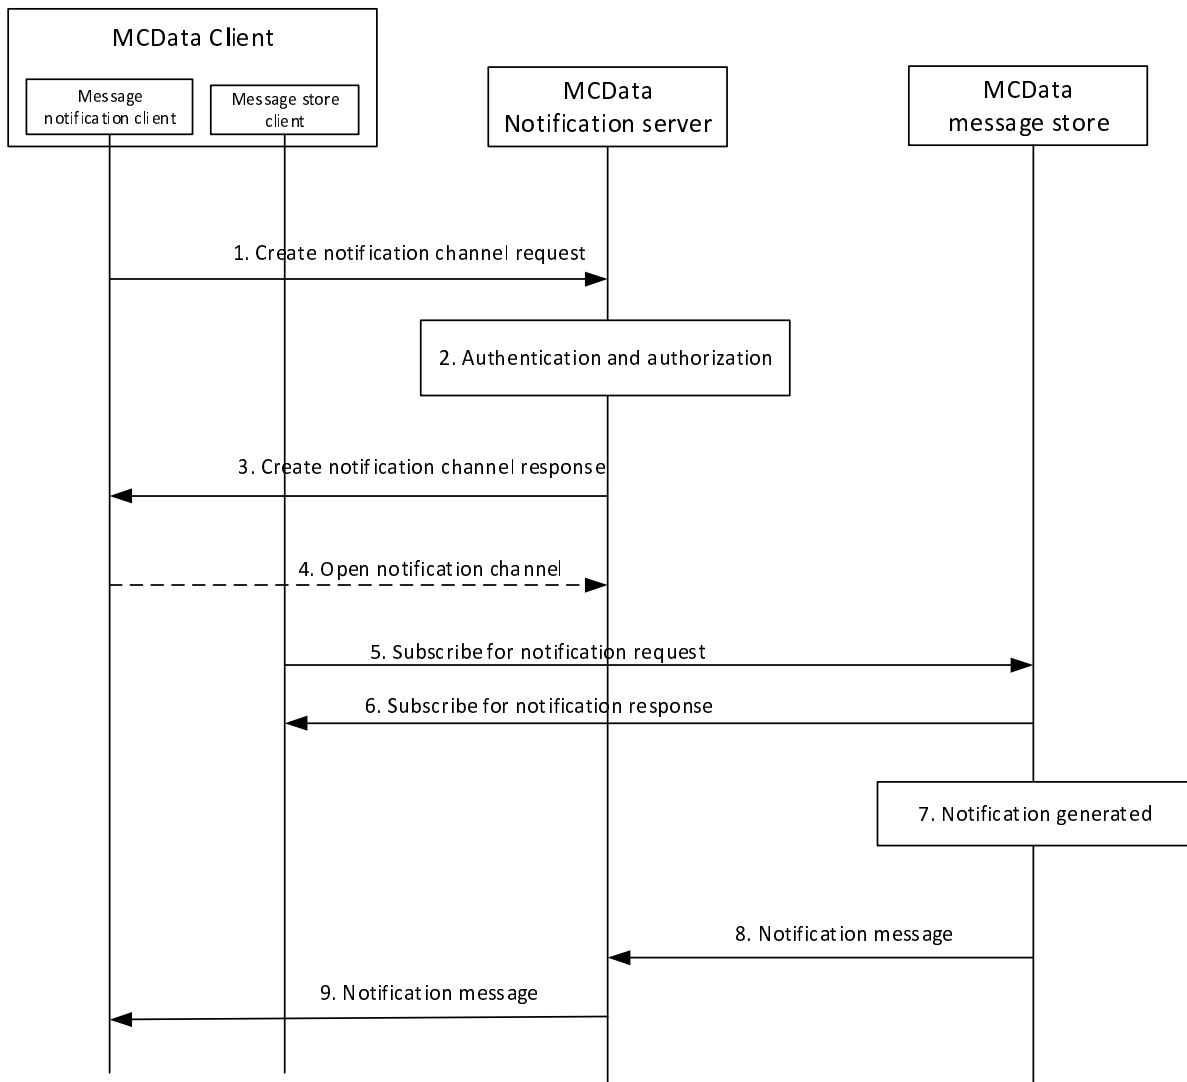 MCData Client
Message
notification client
Message store
client
MCData
Notification server
MCData
message store
1. Create notification channel request
2. Authentication and authorization
3. Create notification channel response
4. Open notification channel
5. Subscribe for notification request
6. Subscribe for notification response
7. Notification generated
8. Notification message
9. Notification message